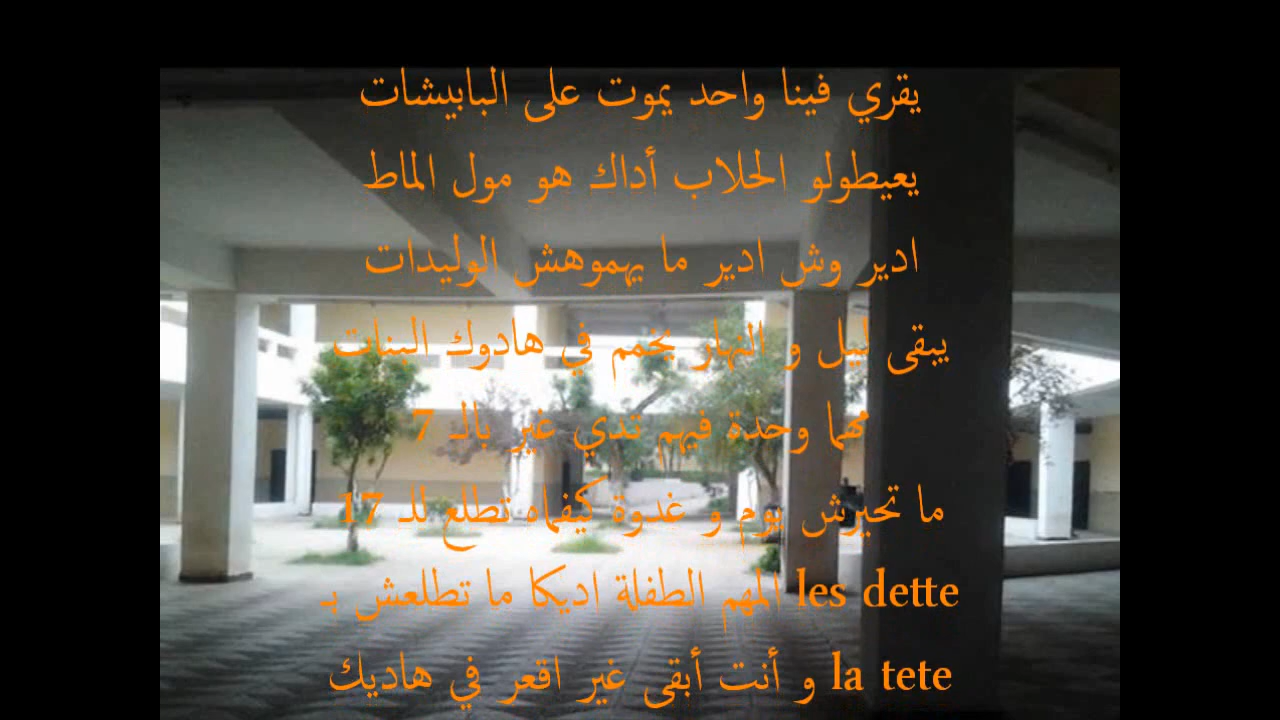 يقري فينا واحد يموت على البابيشات
يعيطولو الحلاب أداك هو مول الماط
ادير وش ادير ما يهموهش الوليدات
يبقى ليل و النهار يخمم في هادوك البنات
مهما وحدة فيهم تدي غير بالـ 7
ما تحيرش يوم و غدوة كيفماه تطلع للـ 17
المهم الطفلة اديكا ما تطلعش بـ les dette
و أنت أبقى غير اقعر في هاديك la tete